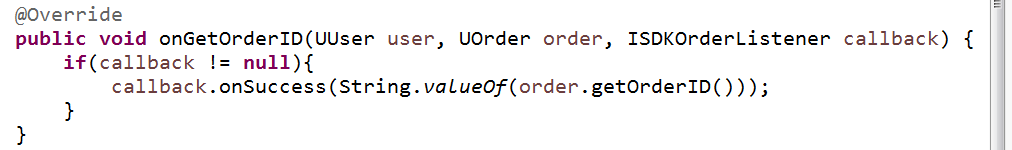 @Override
public void onGetOrderID(UUser user, UOrder order, ISDKOrderListener callback) {
    if(callback != null){
        callback.onSuccess(String.valueOf(order.getOrderID()));
    }
}